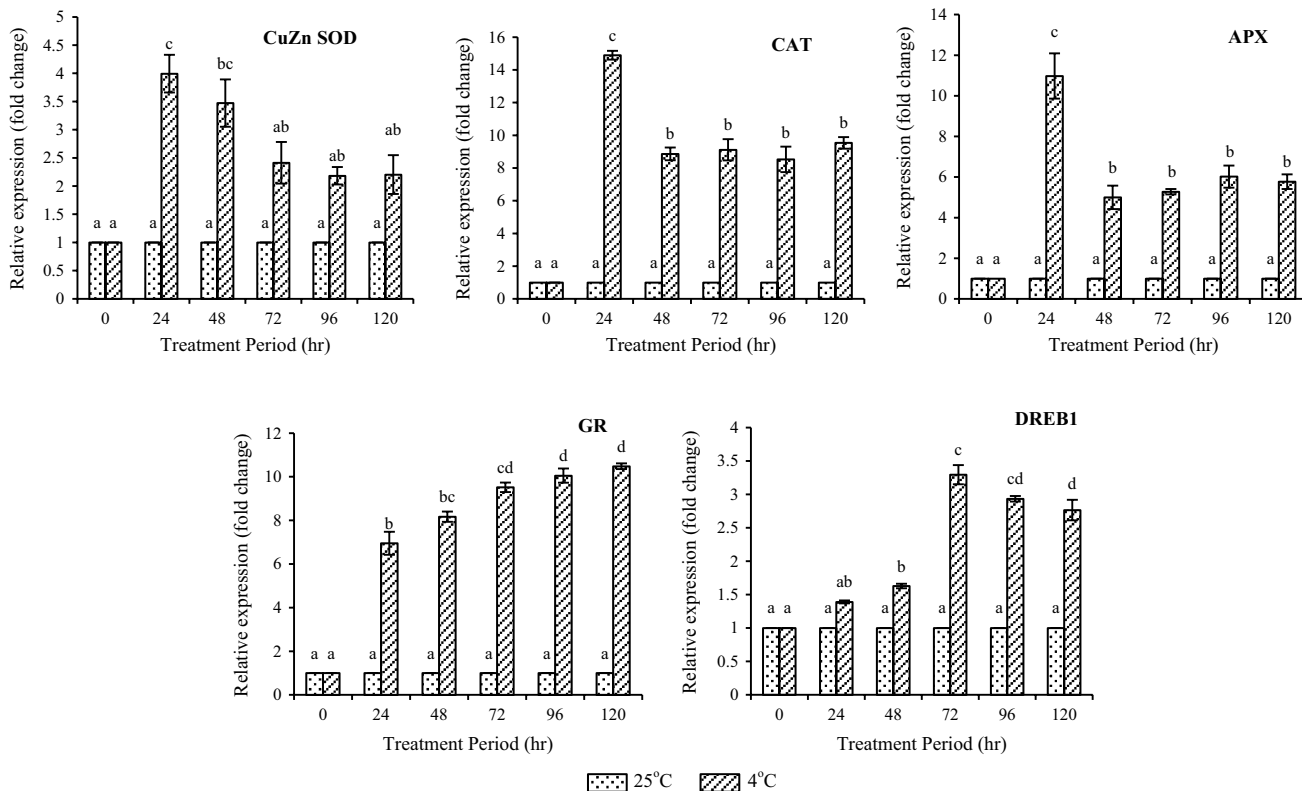 CuZn SOD
Relative expression (fold change)
5
4.5
4
3.5
3
2.5
2
1.5
1
0.5
0
a a a c a bc a ab a ab a ab
0 24 48 72 96 120
Treatment Period (hr)
CAT
Relative expression (fold change)
16
14
12
10
8
6
4
2
0
a a a c a b a b a b a b
0 24 48 72 96 120
Treatment Period (hr)
APX
Relative expression (fold change)
14
12
10
8
6
4
2
0
a a a c a b a b a b a b
0 24 48 72 96 120
Treatment Period (hr)
GR
Relative expression (fold change)
12
10
8
6
4
2
0
a a a b a bc a cd a d a d
0 24 48 72 96 120
Treatment Period (hr)
DREB1
Relative expression (fold change)
4
3.5
3
2.5
2
1.5
1
0.5
0
a a a ab a b a c a cd a d
0 24 48 72 96 120
Treatment Period (hr)
25°C 4°C